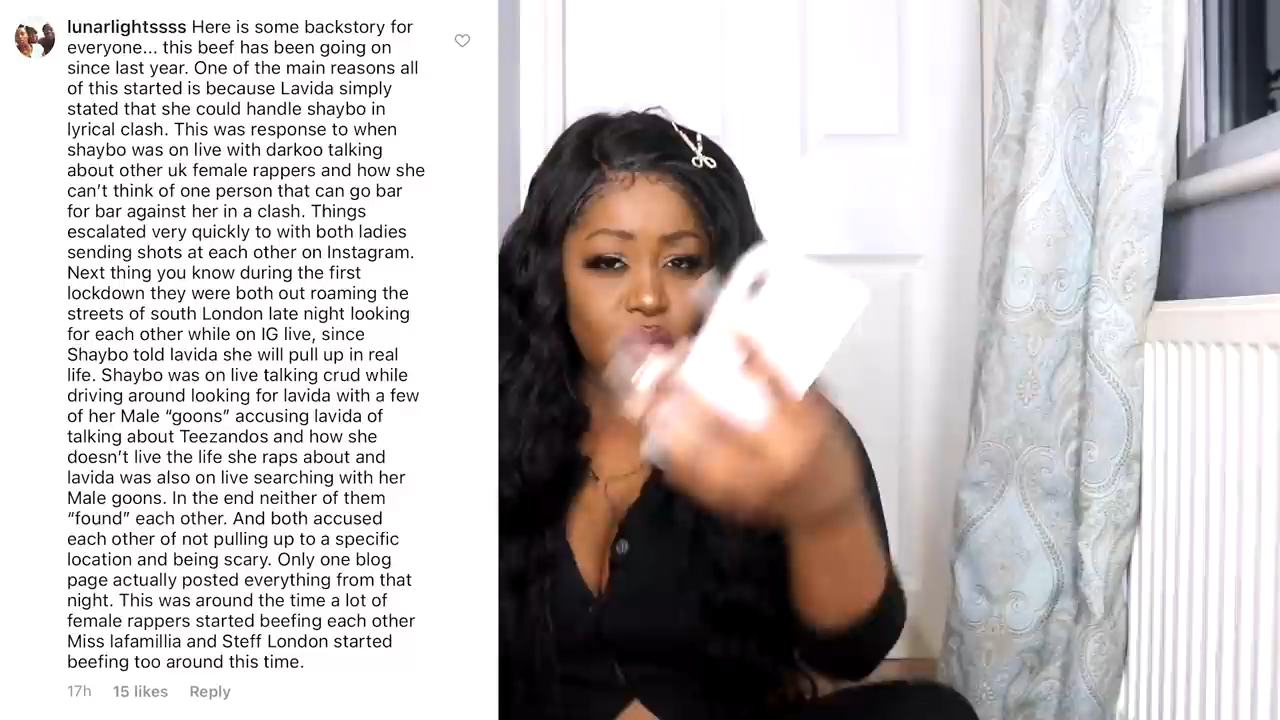 lunarlightssss Here is some backstory for
everyone... this beef has been going on
since last year. One of the main reasons all
of this started is because Lavida simply
stated that she could handle shaybo in
lyrical clash. This was response to when
shaybo was on live with darkoo talking
about other uk female rappers and how she
can’t think of one person that can go bar
for bar against her in a clash. Things
escalated very quickly to with both ladies
sending shots at each other on Instagram.
Next thing you know during the first
lockdown they were both out roaming the
streets of south London late night looking
for each other while on IG live, since
Shaybo told lavida she will pull up in real
life. Shaybo was on live talking crud while
driving around looking for lavida with a few
of her Male “goons” accusing lavida of
talking about Teezandos and how she
doesn’t live the life she raps about and
lavida was also on live searching with her
Male goons. In the end neither of them
“found” each other. And both accused
each other of not pulling up to a specific
location and being scary. Only one blog
page actually posted everything from that
night. This was around the time a lot of
female rappers started beefing each other
Miss lafamillia and Steff London started
beefing too around this time.
17h 15 likes Reply